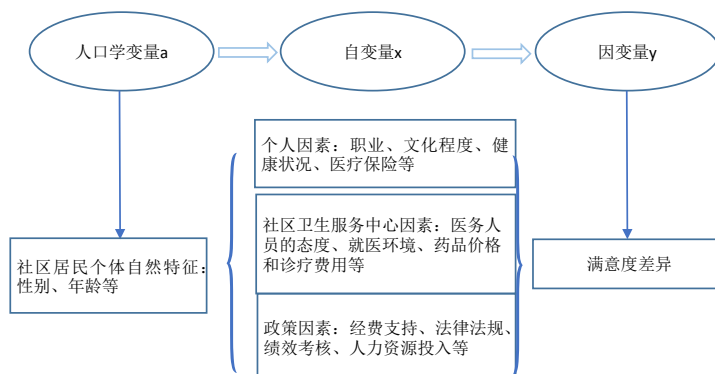 人口学变量a
自变量x
因变量y
个人因素：职业、文化程度、健
康状况、医疗保险等
社区卫生服务中心因素：医务人
员的态度、就医环境、药品价格
和诊疗费用等
社区居民个体自然特征：
性别、年龄等
满意度差异
政策因素：经费支持、法律法规、
绩效考核、人力资源投入等